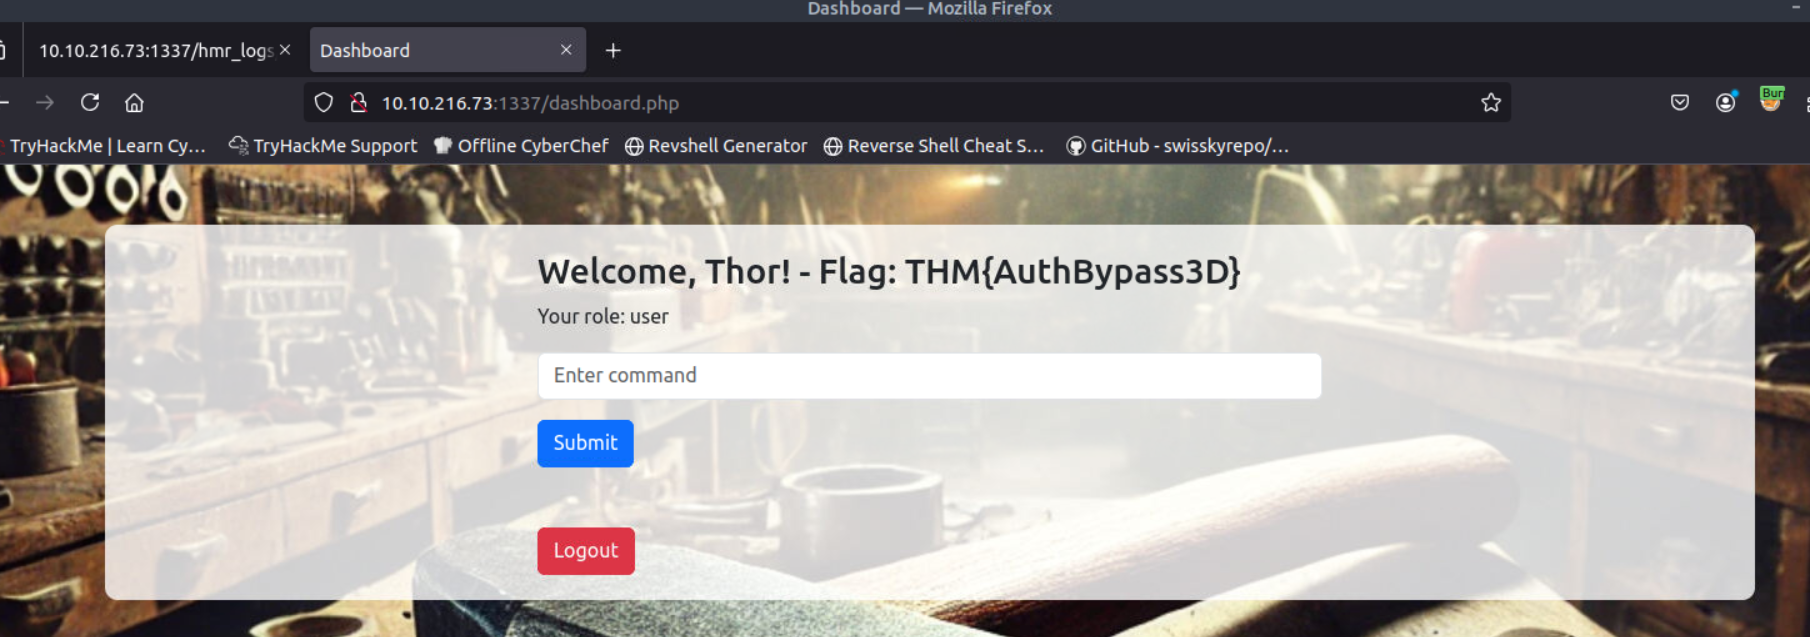 Dashboard — Mozilla Firefox
10.10.216.73:1337/hmr_logs
Dashboard
10.10.216.73:1337/dashboard.php
TryHackMe | Learn Cy... TryHackMe Support Offline CyberChef Revshell Generator Reverse Shell Cheat S... GitHub - swisskyrepo/...
Welcome, Thor! - Flag: THM{AuthBypass3D}
Your role: user
Enter command
Submit
Logout